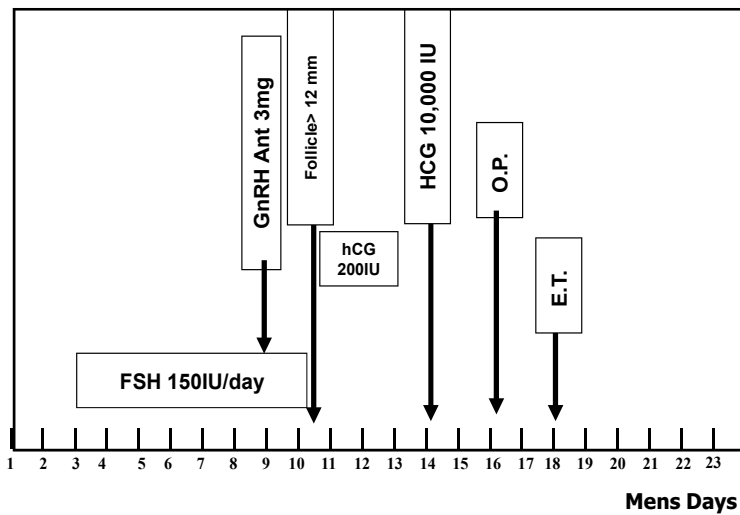 GnRH Ant 3mg
Follicle> 12 mm
HCG 10,000 IU
O.P.
hCG
200IU
E.T.
FSH 150IU/day
1 2 3 4 5 6 7 8 9 10 11 12 13 14 15 16 17 18 19 20 21 22 23
Mens Days